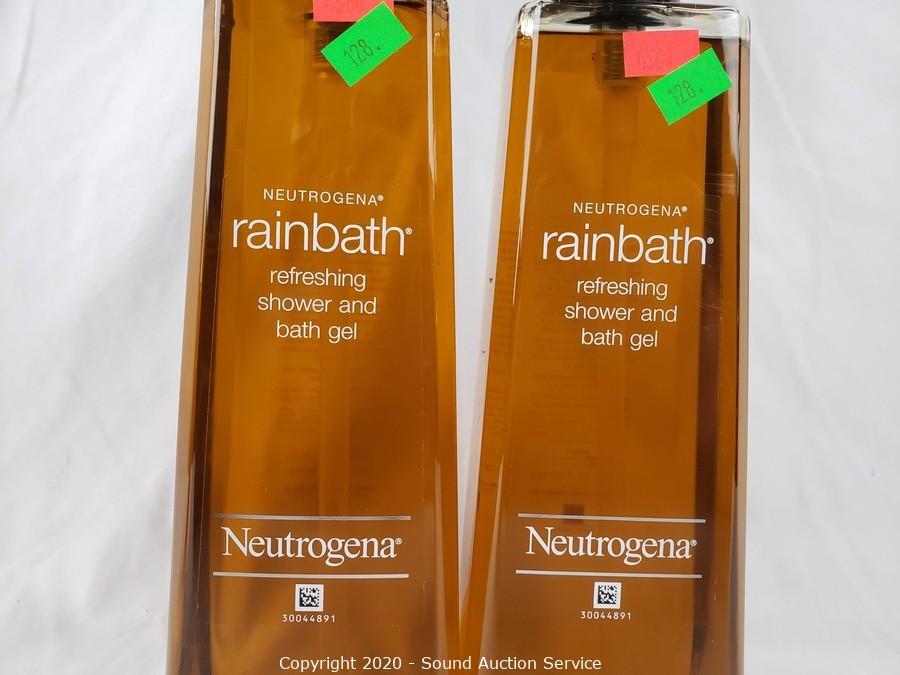 128.
NEUTROGENA®
rainbath®
refreshing
shower and
bath gel
Neutrogena®
30044891
128.
NEUTROGENA®
rainbath®
refreshing
shower and
bath gel
Neutrogena®
30044891
Copyright 2020 - Sound Auction Service